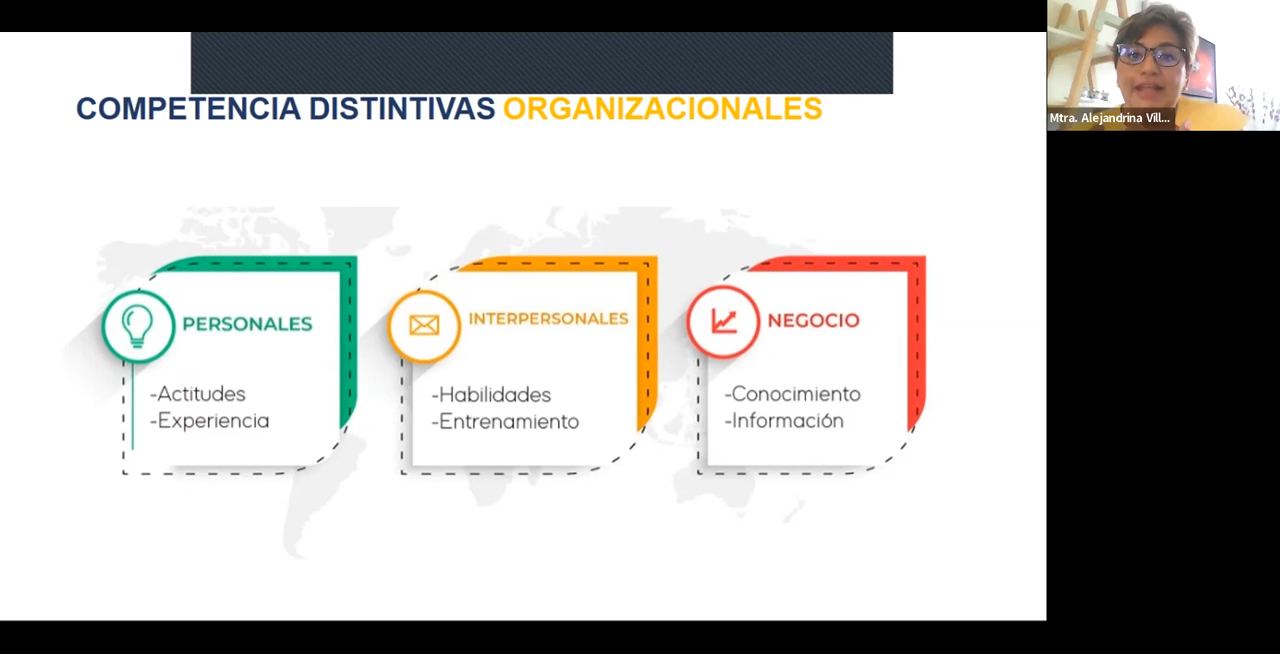 COMPETENCIA DISTINTIVAS ORGANIZACIONALES
PERSONALES
-Actitudes
-Experiencia
INTERPERSONALES
-Habilidades
-Entrenamiento
NEGOCIO
-Conocimiento
-Información
Mtra. Alejandrina Vill...